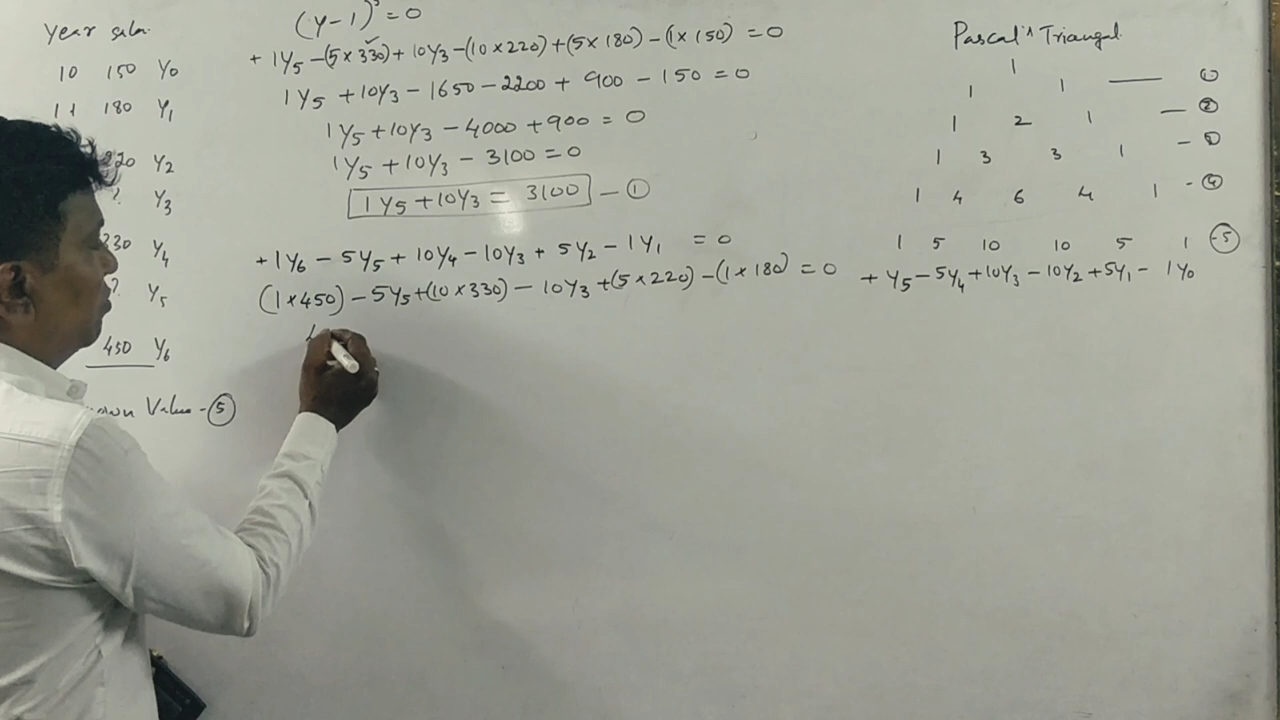 Year sales
10 150 Y0
11 180 Y1
220 Y2
? Y3
330 Y4
? Y5
450 Y6
Value - 5
(Y-1)⁵ = 0
+ 1Y5 - (5 × 330) + 10Y3 - (10 × 220) + (5 × 180) - (1 × 150) = 0
1Y5 + 10Y3 - 1650 - 2200 + 900 - 150 = 0
1Y5 + 10Y3 - 4000 + 900 = 0
1Y5 + 10Y3 - 3100 = 0
1Y5 + 10Y3 = 3100 - 1
+1Y6 - 5Y5 + 10Y4 - 10Y3 + 5Y2 - 1Y1 = 0
(1 × 450) - 5Y5 + (10 × 330) - 10Y3 + (5 × 220) - (1 × 180) = 0
Pascal's Triangal
1
1 1 — 1
1 2 1 — 2
1 3 3 1 - 3
1 4 6 4 1 - 4
1 5 10 10 5 1 - 5
+ Y5 - 5Y4 + 10Y3 - 10Y2 + 5Y1 - 1Y0